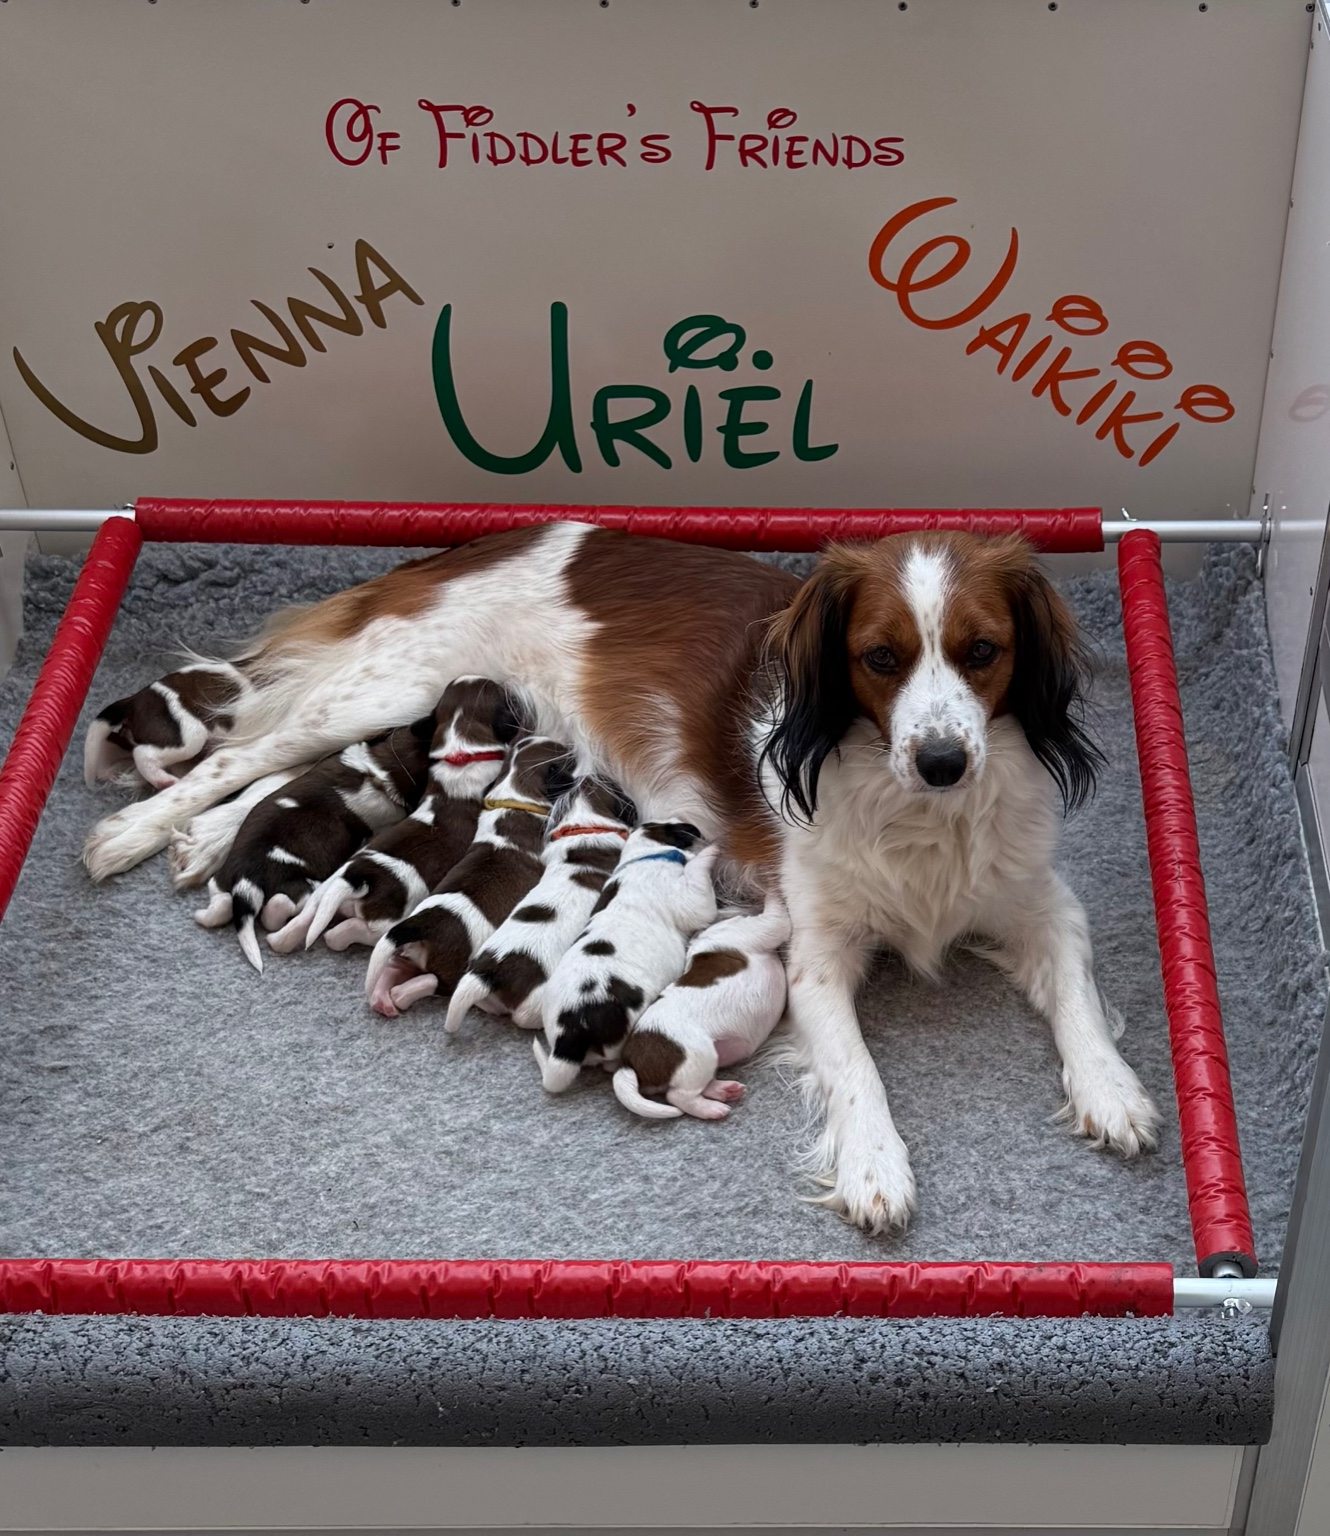 Of Fiddler's Friends
Vienna
Uriël
Waikiki